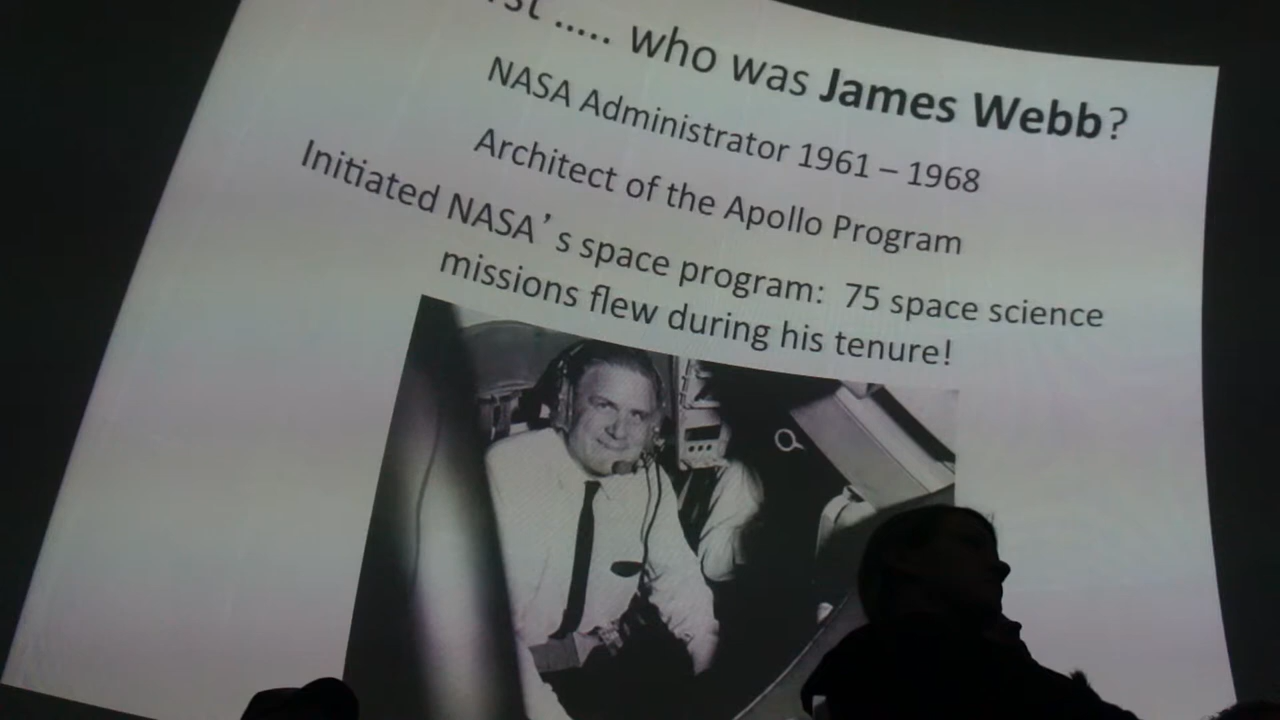 ..... who was James Webb?
NASA Administrator 1961 – 1968
Architect of the Apollo Program
Initiated NASA's space program: 75 space science
missions flew during his tenure!